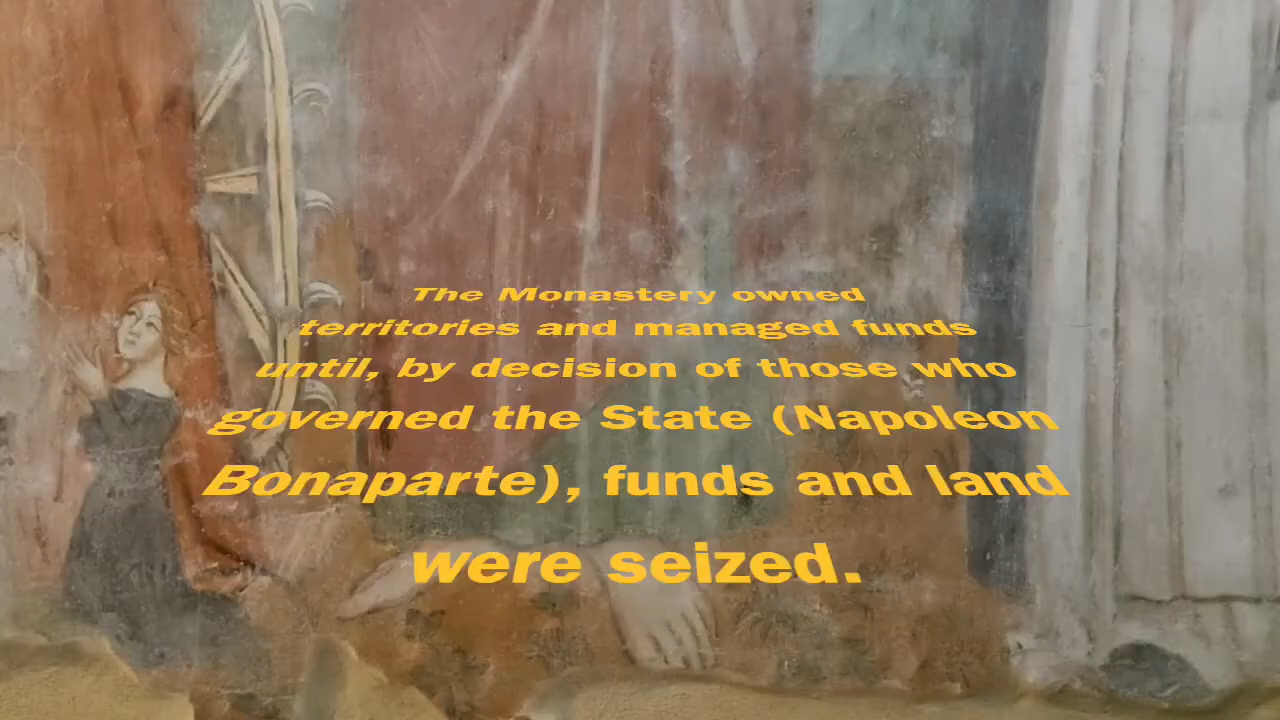 The Monastery owned
territories and managed funds
until, by decision of those who
governed the State (Napoleon
Bonaparte), funds and land
were seized.